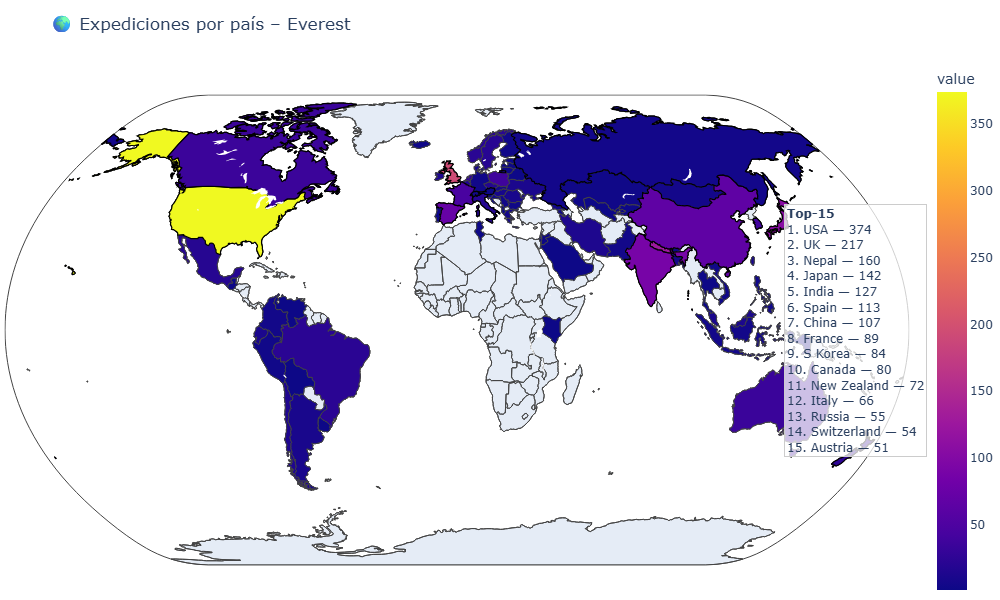 🌍 Expediciones por país – Everest
value
350
300
250
200
150
100
50
Top-15
1. USA — 374
2. UK — 217
3. Nepal — 160
4. Japan — 142
5. India — 127
6. Spain — 113
7. China — 107
8. France — 89
9. S Korea — 84
10. Canada — 80
11. New Zealand — 72
12. Italy — 66
13. Russia — 55
14. Switzerland — 54
15. Austria — 51